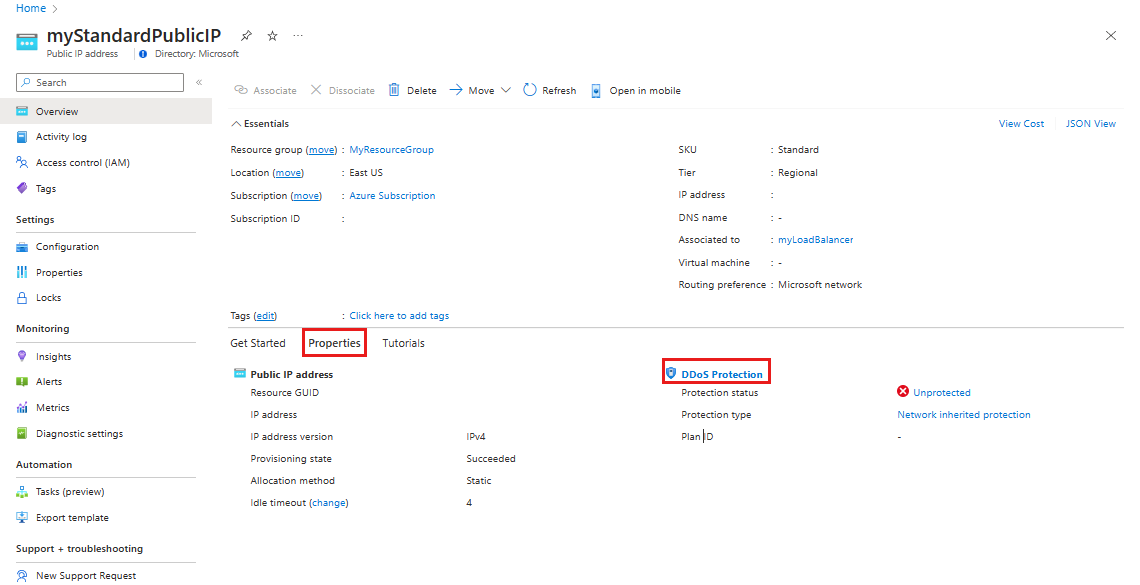 Home
myStandardPublicIP
Public IP address Directory: Microsoft
Search
Overview
Activity log
Access control (IAM)
Tags
Settings
Configuration
Properties
Locks
Monitoring
Insights
Alerts
Metrics
Diagnostic settings
Automation
Tasks (preview)
Export template
Support + troubleshooting
New Support Request
Associate Dissociate Delete Move Refresh Open in mobile
Essentials
View Cost JSON View
Resource group (move) : MyResourceGroup
Location (move) : East US
Subscription (move) : Azure Subscription
Subscription ID :
SKU : Standard
Tier : Regional
IP address :
DNS name : -
Associated to : myLoadBalancer
Virtual machine : -
Routing preference : Microsoft network
Tags (edit) : Click here to add tags
Get Started Properties Tutorials
Public IP address
Resource GUID
IP address
IP address version IPv4
Provisioning state Succeeded
Allocation method Static
Idle timeout (change) 4
DDoS Protection
Protection status Unprotected
Protection type Network inherited protection
Plan ID -